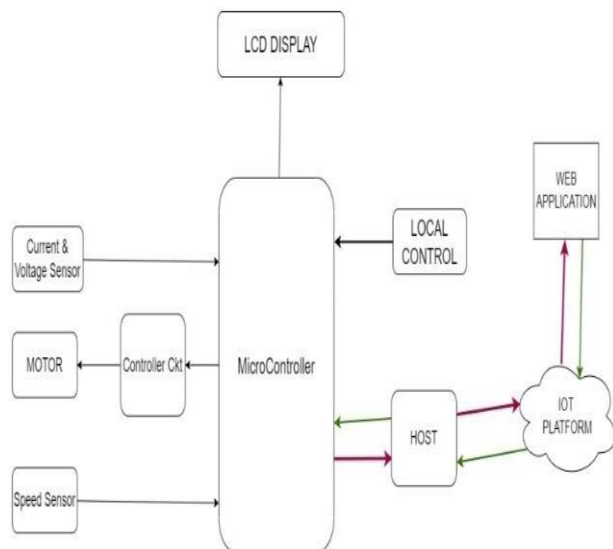 LCD DISPLAY
WEB
APPLICATION
LOCAL
CONTROL
Current &
Voltage Sensor
MOTOR
Controller Ckt
MicroController
HOST
IOT
PLATFORM
Speed Sensor